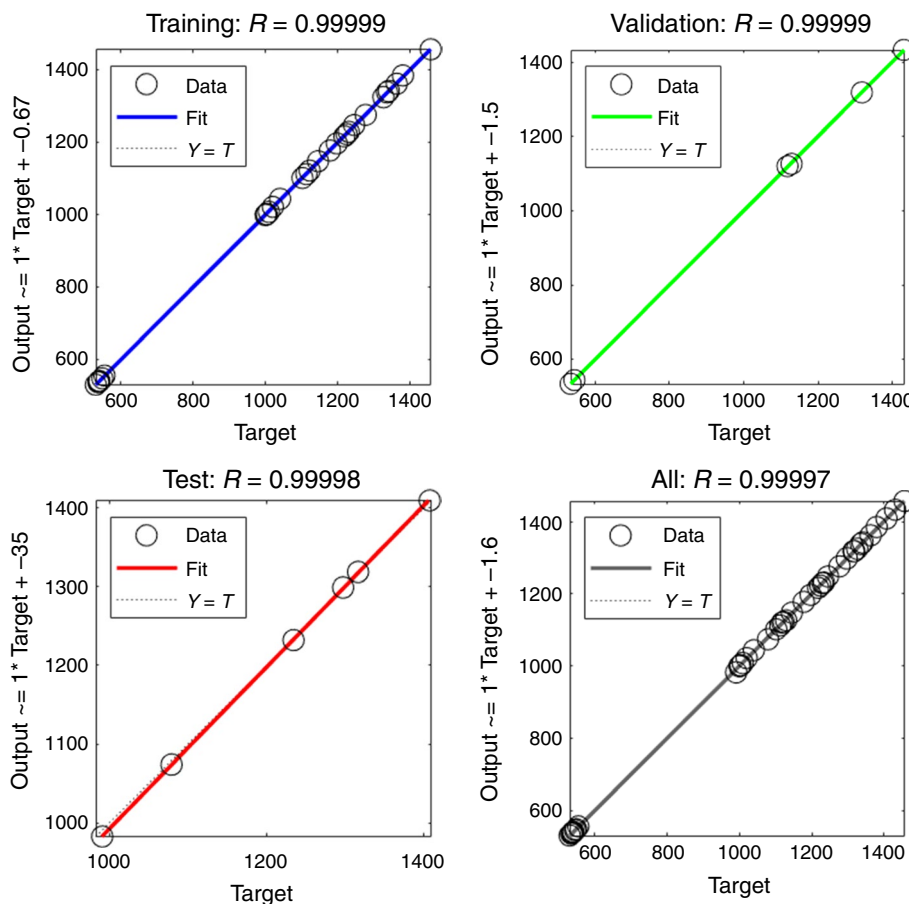 Training: R = 0.99999
Output ~= 1* Target + −0.67
1400
1200
1000
800
600
Data
Fit
Y = T
600
1000
1200
1400
Target
Validation: R = 0.99999
Output ~= 1* Target + −1.5
1400
1200
1000
800
600
Data
Fit
Y = T
600
800
1000
1200
1400
Target
Test: R = 0.99998
Output ~= 1* Target + −35
1400
1300
1200
1100
1000
Data
Fit
Y = T
1000
1200
1400
Target
All: R = 0.99997
Output ~= 1* Target + −1.6
1400
1200
1000
800
600
Data
Fit
Y = T
600
800
1000
1200
1400
Target